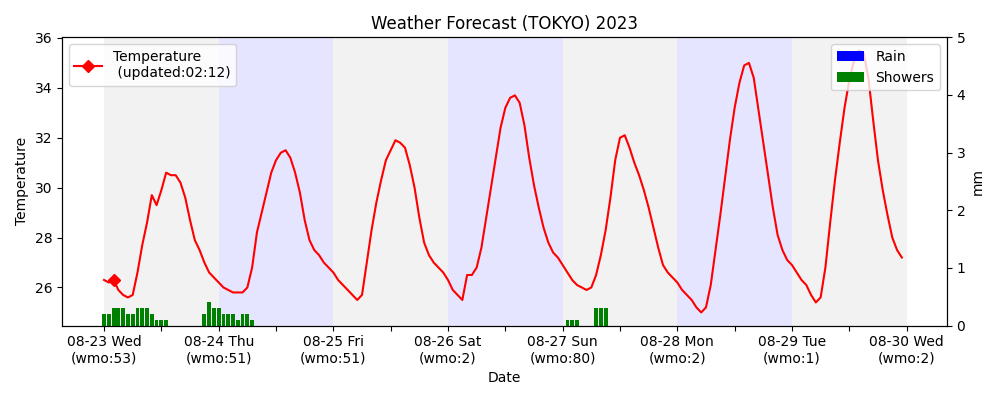 Weather Forecast (TOKYO) 2023
Temperature
(updated:02:12)
Rain
Showers
36
34
32
30
28
26
Temperature
5
4
3
2
1
0
mm
08-23 Wed
(wmo:53)
08-24 Thu
(wmo:51)
08-25 Fri
(wmo:51)
08-26 Sat
(wmo:2)
08-27 Sun
(wmo:80)
08-28 Mon
(wmo:2)
08-29 Tue
(wmo:1)
08-30 Wed
(wmo:2)
Date